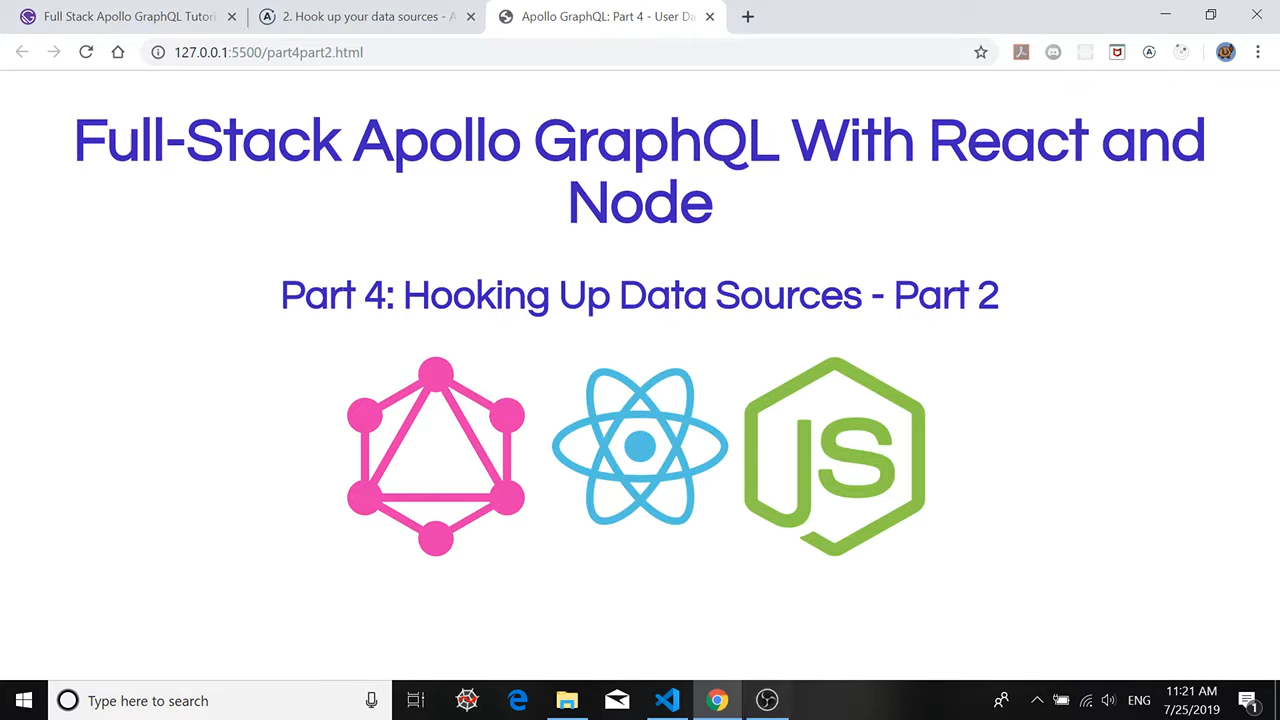 Full Stack Apollo GraphQL Tutori
2. Hook up your data sources - A
Apollo GraphQL: Part 4 - User Da
127.0.0.1:5500/part4part2.html
Full-Stack Apollo GraphQL With React and
Node
Part 4: Hooking Up Data Sources - Part 2
JS
Type here to search
ENG
11:21 AM
7/25/2019
1